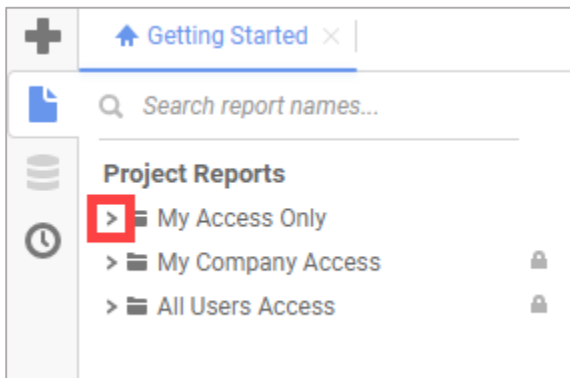 Getting Started
Search report names...
Project Reports
My Access Only
My Company Access
All Users Access